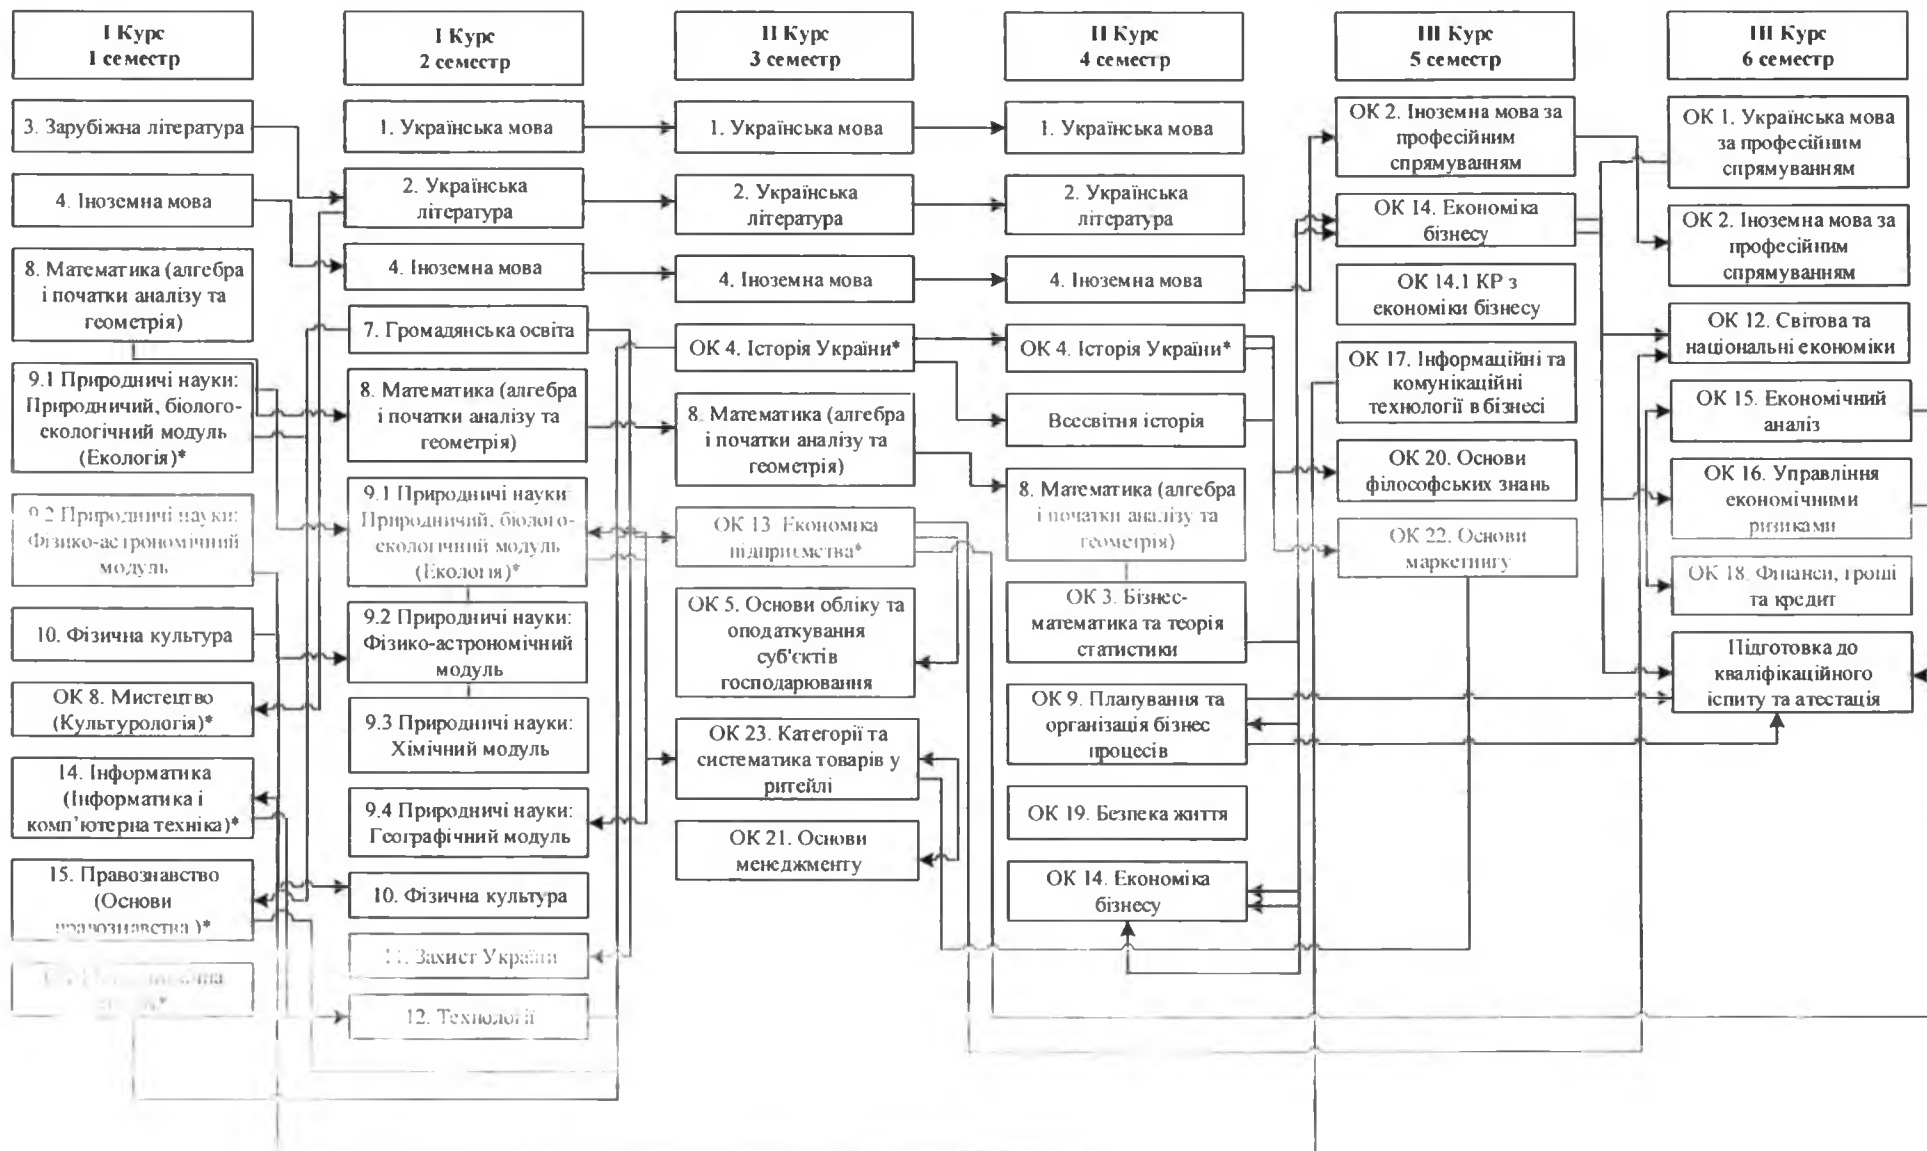 I Курс
1 семестр
3. Зарубіжна література
4. Іноземна мова
8. Математика (алгебра
і початки аналізу та
геометрія)
9.1 Природничі науки:
Природничий, біолого-
екологічний модуль
(Екологія)*
9.2 Природничі науки:
Фізико-астрономічний
модуль
10. Фізична культура
ОК 8. Мистецтво
(Культурологія)*
14. Інформатика
(Інформатика і
комп’ютерна техніка)*
15. Правознавство
(Основи
правознавства )*
I Курс
2 семестр
1. Українська мова
2. Українська
література
4. Іноземна мова
7. Громадянська освіта
8. Математика (алгебра
і початки аналізу та
геометрія)
9.1 Природничі науки
Природничий, біолого-
екологічний модуль
(Екологія)*
9.2 Природничі науки:
Фізико-астрономічний
модуль
9.3 Природничі науки:
Хімічний модуль
9.4 Природничі науки:
Географічний модуль
10. Фізична культура
11. Захист України
12. Технології
II Курс
3 семестр
1. Українська мова
2. Українська
література
4. Іноземна мова
ОК 4. Історія України*
8. Математика (алгебра
і початки аналізу та
геометрія)
ОК 13. Економіка
підприємства*
ОК 5. Основи обліку та
оподаткування
суб'єктів
господарювання
ОК 23. Категорії та
систематика товарів у
ритейлі
ОК 21. Основи
менеджменту
II Курс
4 семестр
1. Українська мова
2. Українська
література
4. Іноземна мова
ОК 4. Історія України*
Всесвітня історія
8. Математика (алгебра
і початки аналізу та
геометрія)
ОК 3. Бізнес-
математика та теорія
статистики
ОК 9. Планування та
організація бізнес
процесів
ОК 19. Безпека життя
ОК 14. Економіка
бізнесу
III Курс
5 семестр
ОК 2. Іноземна мова за
професійним
спрямуванням
ОК 14. Економіка
бізнесу
ОК 14.1 КР з
економіки бізнесу
ОК 17. Інформаційні та
комунікаційні
технології в бізнесі
ОК 20. Основи
філософських знань
ОК 22. Основи
маркетингу
III Курс
6 семестр
ОК 1. Українська мова
за професійним
спрямуванням
ОК 2. Іноземна мова за
професійним
спрямуванням
ОК 12. Світова та
національні економіки
ОК 15. Економічний
аналіз
ОК 16. Управління
економічними
ризиками
ОК 18. Фінанси, гроші
та кредит
Підготовка до
кваліфікаційного
іспиту та атестація